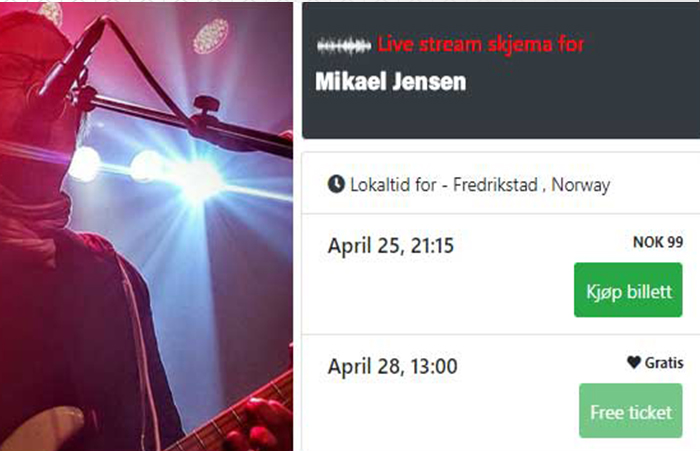 Live stream skjema for
Mikael Jensen
Lokaltid for - Fredrikstad , Norway
April 25, 21:15
NOK 99
Kjøp billett
April 28, 13:00
Gratis
Free ticket